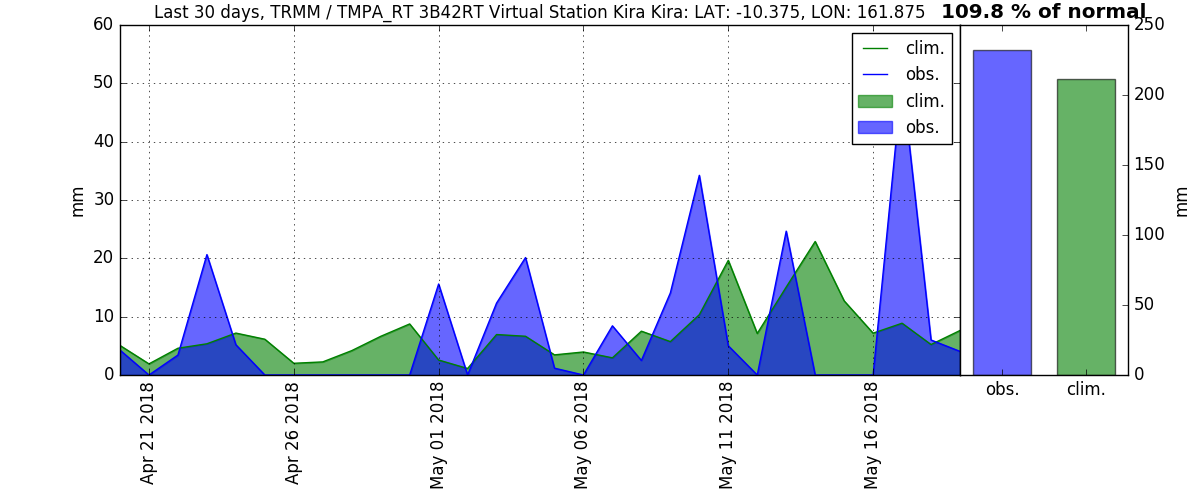 Last 30 days, TRMM / TMPA_RT 3B42RT Virtual Station Kira Kira: LAT: -10.375, LON: 161.875
109.8 % of normal
60
50
40
30
20
10
0
mm
clim.
obs.
clim.
obs.
250
200
150
100
50
0
mm
obs.
clim.
Apr 21 2018
Apr 26 2018
May 01 2018
May 06 2018
May 11 2018
May 16 2018